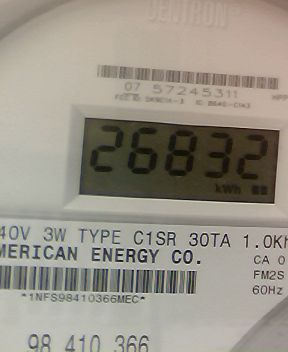 CENTRON®
07 57245311
26832
kWh
40V 3W TYPE C1SR 30TA 1.0Kh
MERICAN ENERGY CO.
CA 0
FM2S
60Hz
*1NFS98410366MEC*
98 410 366